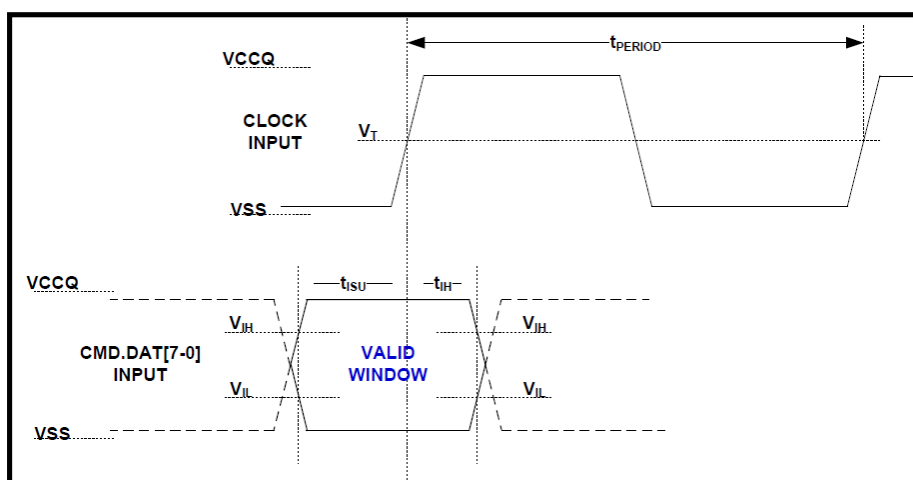 tPERIOD
VCCQ
CLOCK
INPUT
VT
VSS
VCCQ
tISU
tIH
VIH
VIH
CMD.DAT[7-0]
INPUT
VALID
WINDOW
VIL
VIL
VSS